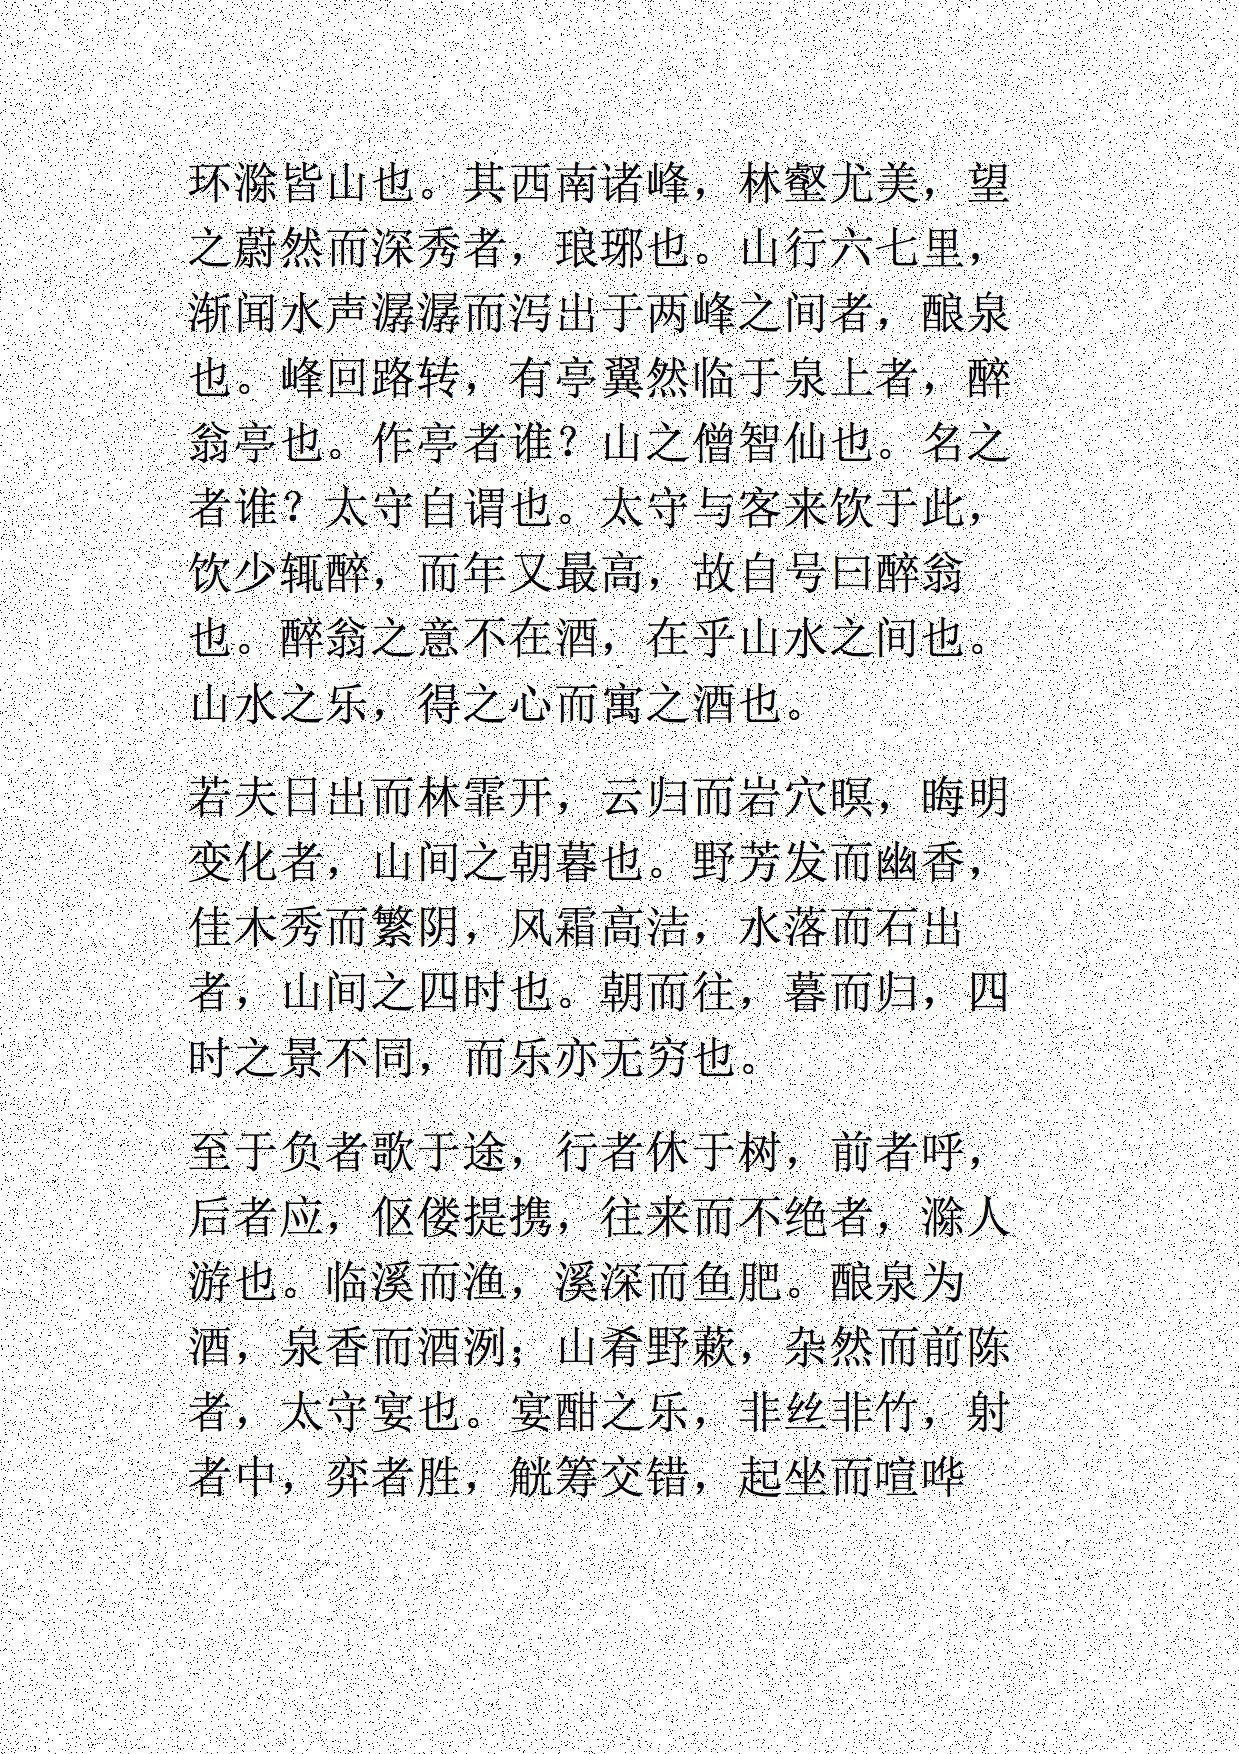 环滁皆山也。其西南诸峰，林壑尤美，望
之蔚然而深秀者，琅琊也。山行六七里，
渐闻水声潺潺而泻出于两峰之间者，酿泉
也。峰回路转，有亭翼然临于泉上者，醉
翁亭也。作亭者谁？山之僧智仙也。名之
者谁？太守自谓也。太守与客来饮于此，
饮少辄醉，而年又最高，故自号曰醉翁
也。醉翁之意不在酒，在乎山水之间也。
山水之乐，得之心而寓之酒也。
若夫日出而林霏开，云归而岩穴暝，晦明
变化者，山间之朝暮也。野芳发而幽香，
佳木秀而繁阴，风霜高洁，水落而石出
者，山间之四时也。朝而往，暮而归，四
时之景不同，而乐亦无穷也。
至于负者歌于途，行者休于树，前者呼，
后者应，伛偻提携，往来而不绝者，滁人
游也。临溪而渔，溪深而鱼肥。酿泉为
酒，泉香而酒洌；山肴野蔌，杂然而前陈
者，太守宴也。宴酣之乐，非丝非竹，射
者中，弈者胜，觥筹交错，起坐而喧哗